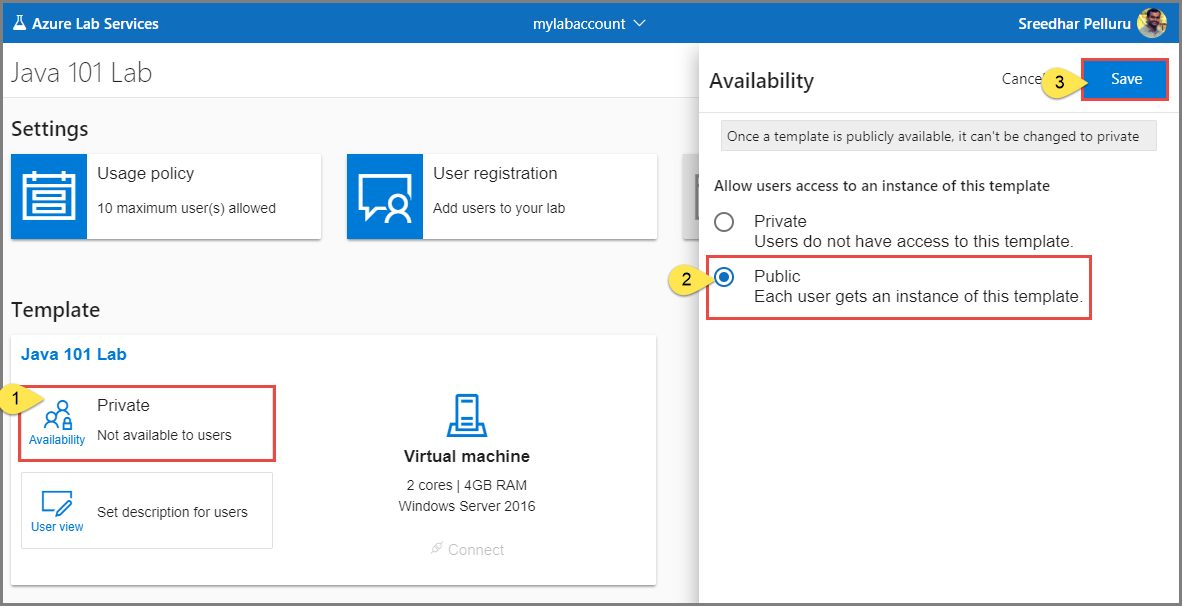 Azure Lab Services
mylabaccount
Sreedhar Pelluru
Java 101 Lab
Settings
Usage policy
10 maximum user(s) allowed
User registration
Add users to your lab
Template
Java 101 Lab
1
Availability
Private
Not available to users
User view
Set description for users
Virtual machine
2 cores | 4GB RAM
Windows Server 2016
Connect
Availability
Cancel
3
Save
Once a template is publicly available, it can't be changed to private
Allow users access to an instance of this template
Private
Users do not have access to this template.
2
Public
Each user gets an instance of this template.